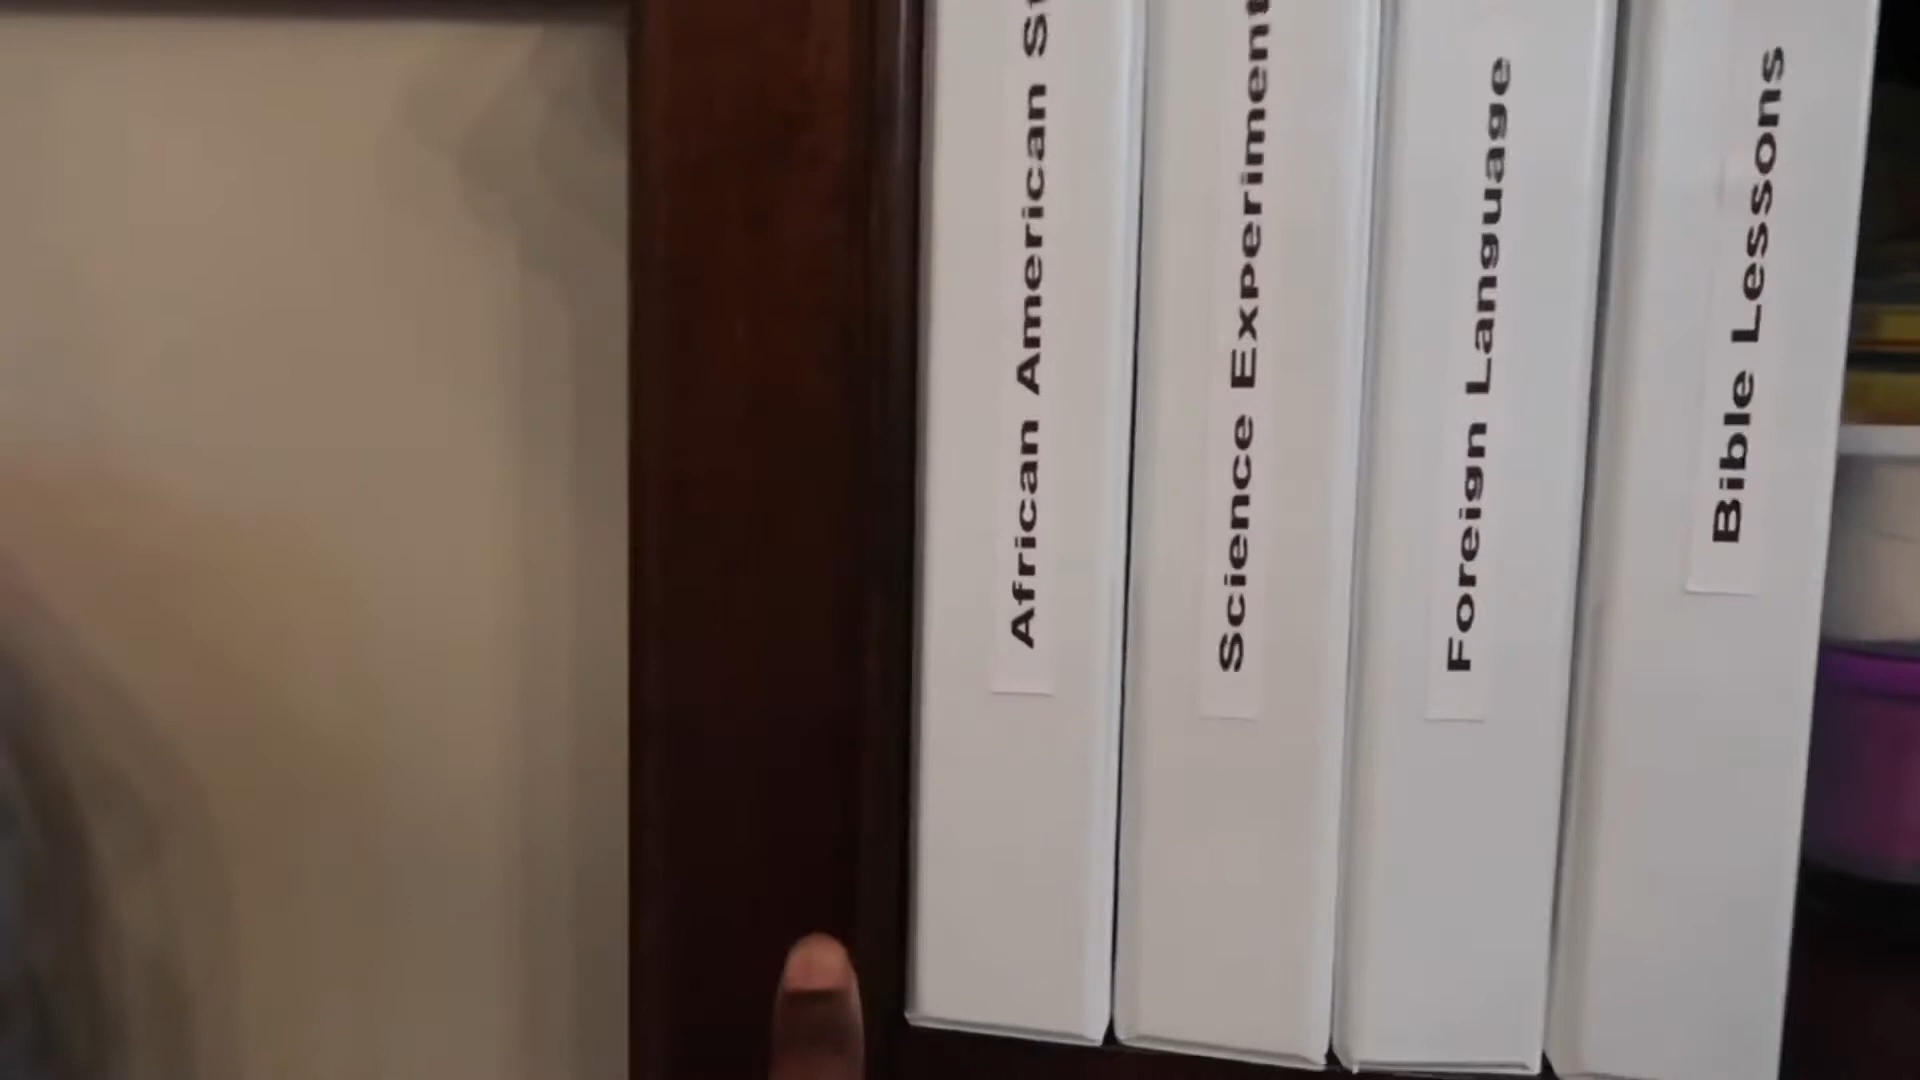 African American St
Science Experiment
Foreign Language
Bible Lessons